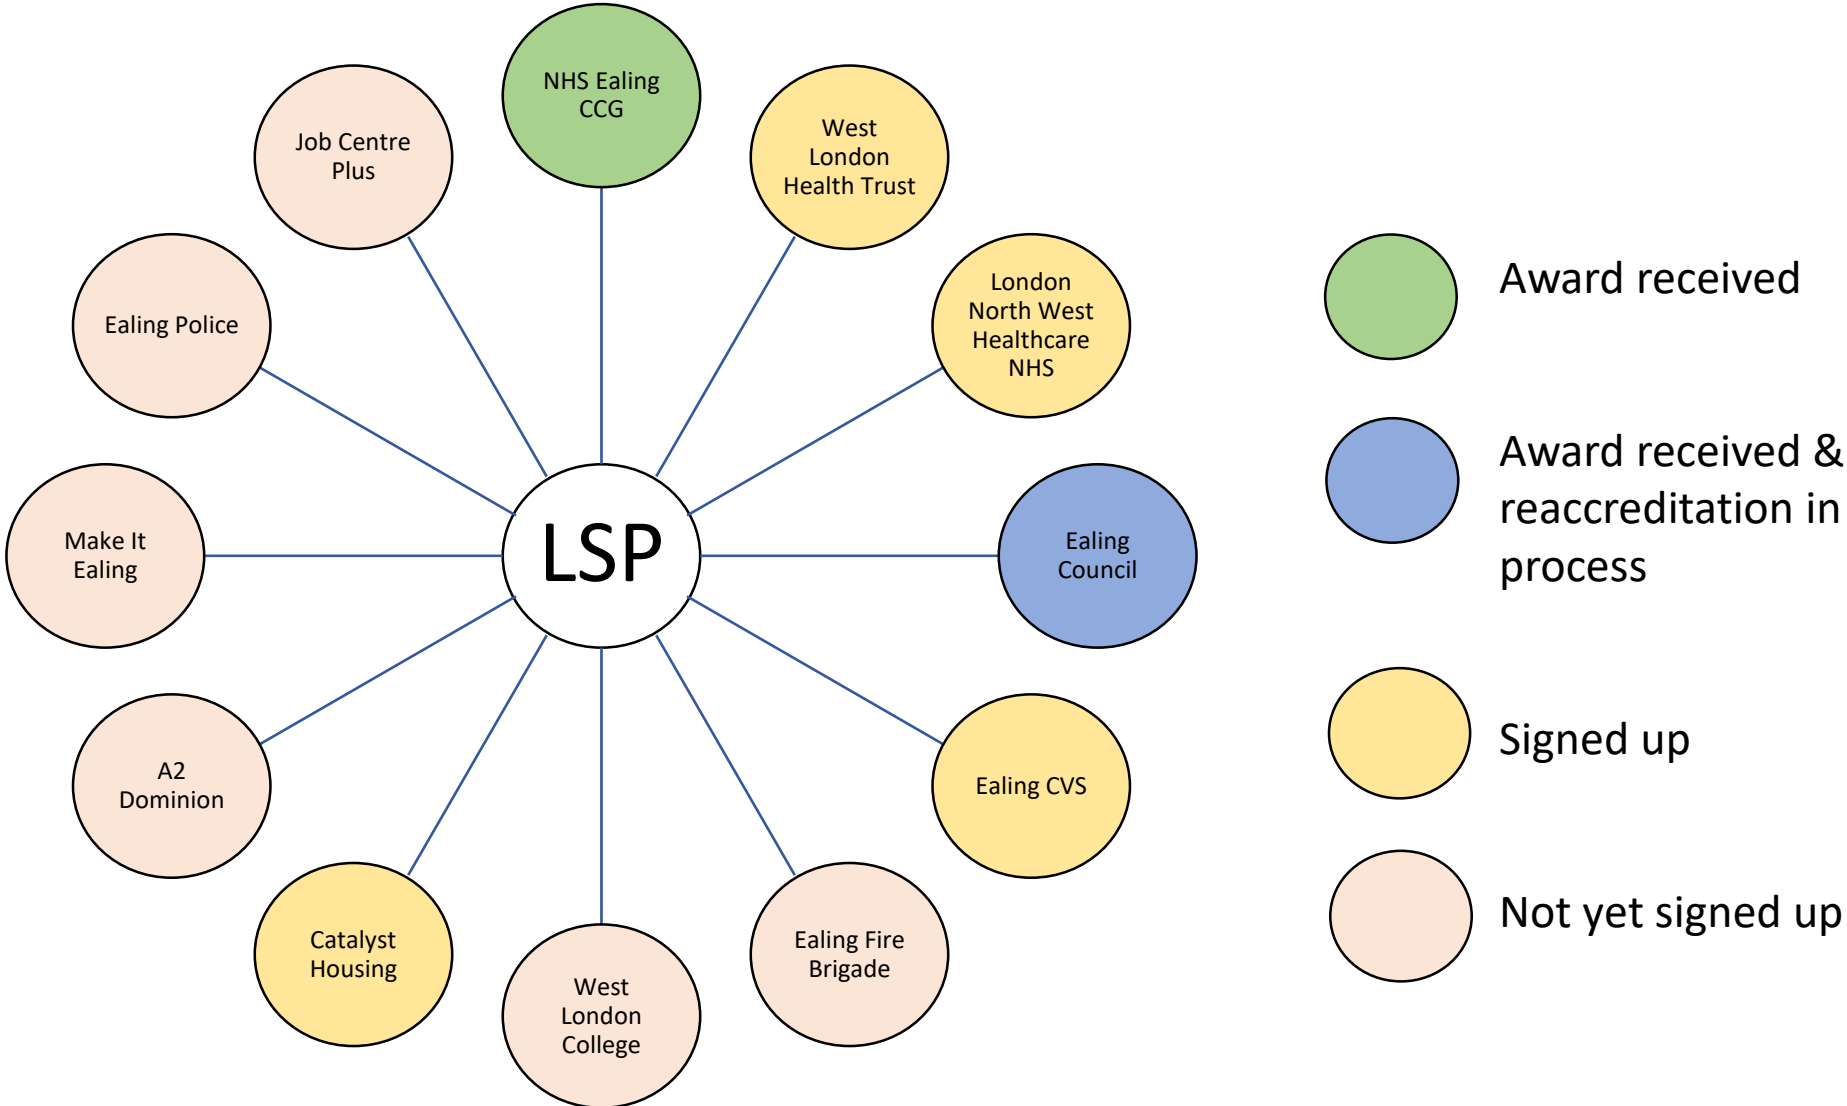 NHS Ealing
CCG
West
London
Health Trust
London
North West
Healthcare
NHS
Ealing
Council
Ealing CVS
Ealing Fire
Brigade
West
London
College
Catalyst
Housing
A2
Dominion
Make It
Ealing
Ealing Police
Job Centre
Plus
LSP
Award received
Award received &
reaccreditation in
process
Signed up
Not yet signed up